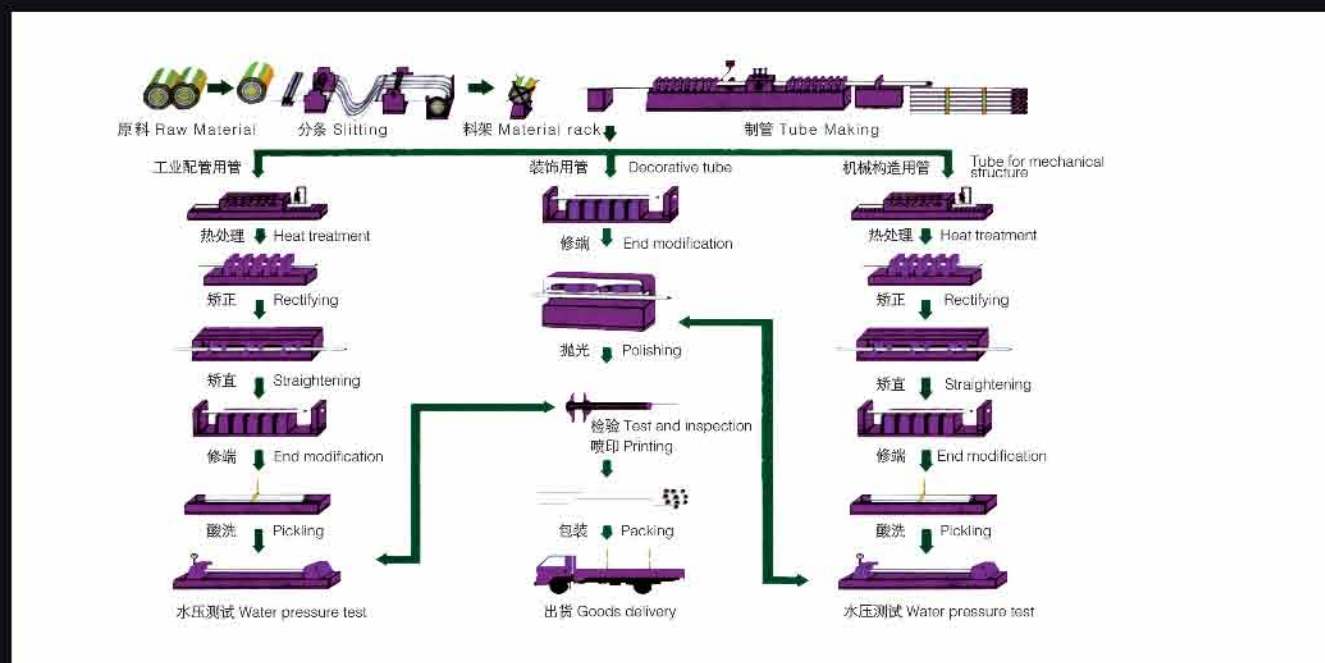 原料 Raw Material
分条 Slitting
料架 Material rack
制管 Tube Making
工业配管用管
装饰用管 Decorative tube
机械构造用管 Tube for mechanical
structure
热处理 Heat treatment
矫正 Rectifying
矫直 Straightening
修端 End modification
酸洗 Pickling
水压测试 Water pressure test
修端 End modification
抛光 Polishing
检验 Test and inspection
喷印 Printing
包装 Packing
出货 Goods delivery
热处理 Heat treatment
矫正 Rectifying
矫直 Straightening
修端 End modification
酸洗 Pickling
水压测试 Water pressure test